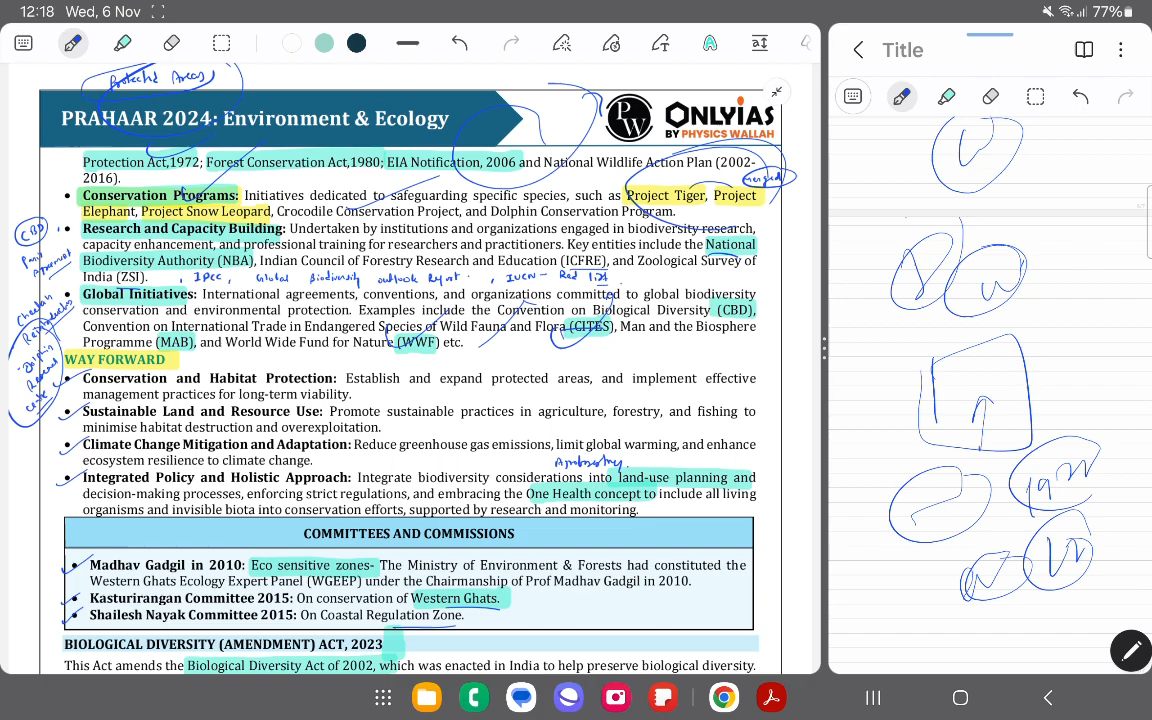 12:18 Wed, 6 Nov
77%
Title
Protected Areas
PRAHAAR 2024: Environment & Ecology
PW
ONLYIAS
BY PHYSICS WALLAH
Protection Act,1972; Forest Conservation Act,1980; EIA Notification, 2006 and National Wildlife Action Plan (2002-
2016).
merged
• Conservation Programs: Initiatives dedicated to safeguarding specific species, such as Project Tiger, Project
Elephant, Project Snow Leopard, Crocodile Conservation Project, and Dolphin Conservation Program.
• Research and Capacity Building: Undertaken by institutions and organizations engaged in biodiversity research,
capacity enhancement, and professional training for researchers and practitioners. Key entities include the National
Biodiversity Authority (NBA), Indian Council of Forestry Research and Education (ICFRE), and Zoological Survey of
India (ZSI). , IPCC, Global Biodiversity outlook Report , IUCN - Red list
CBD
• Global Initiatives: International agreements, conventions, and organizations committed to global biodiversity
conservation and environmental protection. Examples include the Convention on Biological Diversity (CBD),
Convention on International Trade in Endangered Species of Wild Fauna and Flora (CITES), Man and the Biosphere
Programme (MAB), and World Wide Fund for Nature (WWF) etc.
Cheetah
Dolphin
WAY FORWARD
• Conservation and Habitat Protection: Establish and expand protected areas, and implement effective
management practices for long-term viability.
• Sustainable Land and Resource Use: Promote sustainable practices in agriculture, forestry, and fishing to
minimise habitat destruction and overexploitation.
• Climate Change Mitigation and Adaptation: Reduce greenhouse gas emissions, limit global warming, and enhance
ecosystem resilience to climate change.
Agroforestry
• Integrated Policy and Holistic Approach: Integrate biodiversity considerations into land-use planning and
decision-making processes, enforcing strict regulations, and embracing the One Health concept to include all living
organisms and invisible biota into conservation efforts, supported by research and monitoring.
COMMITTEES AND COMMISSIONS
• Madhav Gadgil in 2010: Eco sensitive zones- The Ministry of Environment & Forests had constituted the
Western Ghats Ecology Expert Panel (WGEEP) under the Chairmanship of Prof Madhav Gadgil in 2010.
• Kasturirangan Committee 2015: On conservation of Western Ghats.
• Shailesh Nayak Committee 2015: On Coastal Regulation Zone.
BIOLOGICAL DIVERSITY (AMENDMENT) ACT, 2023
This Act amends the Biological Diversity Act of 2002, which was enacted in India to help preserve biological diversity.